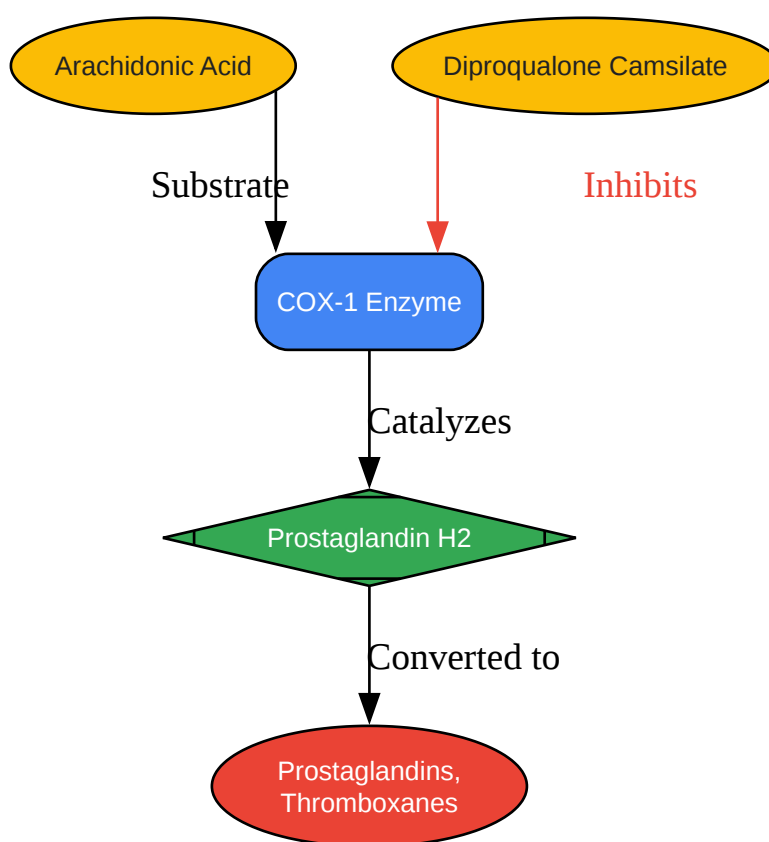 Arachidonic Acid
Diproqualone Camsilate
Substrate
Inhibits
COX-1 Enzyme
Catalyzes
Prostaglandin H2
Converted to
Prostaglandins,
Thromboxanes